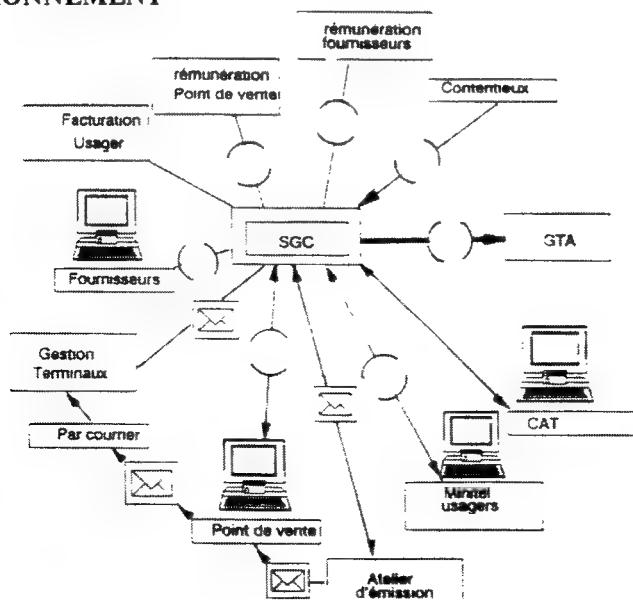 rémunération
fournisseurs
rémunération
Point de vente
Contentieux
Facturation
Usager
SGC
GTA
Fournisseurs
Gestion
Terminaux
CAT
Par courrier
Minitel
usagers
Point de vente
Atelier
d'émission